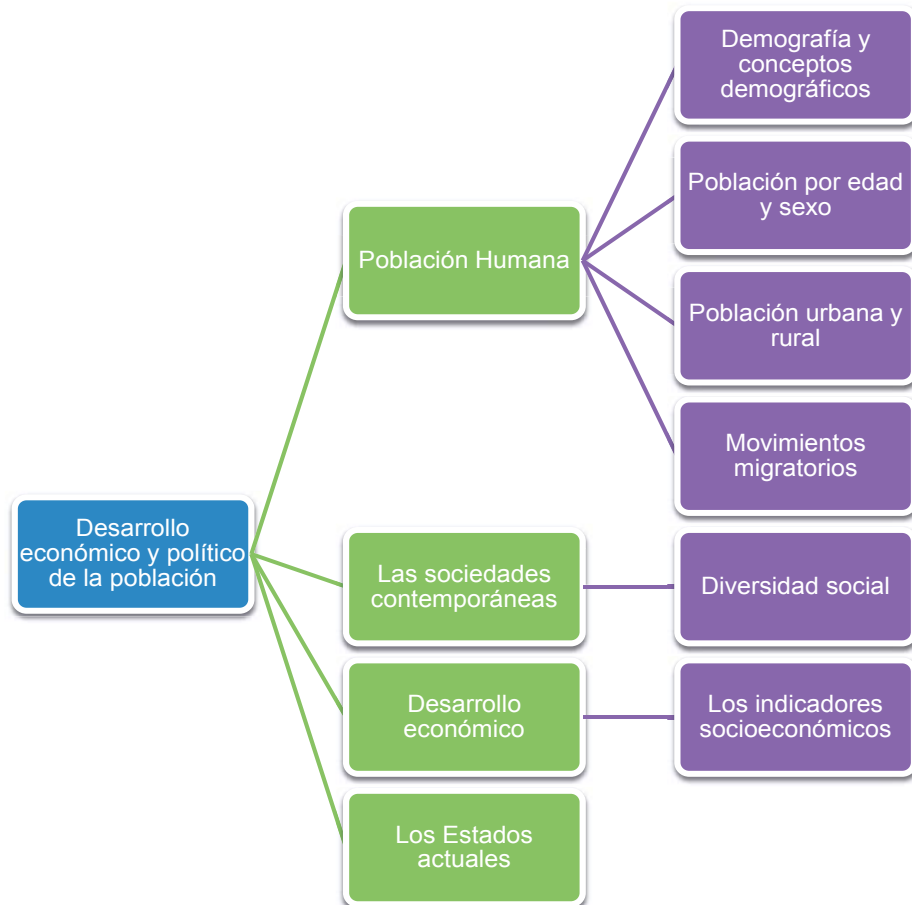 Demografía y
conceptos
demográficos
Población por edad
y sexo
Población Humana
Población urbana y
rural
Movimientos
migratorios
Desarrollo
económico y político
de la población
Las sociedades
contemporáneas
Diversidad social
Desarrollo
económico
Los indicadores
socioeconómicos
Los Estados
actuales